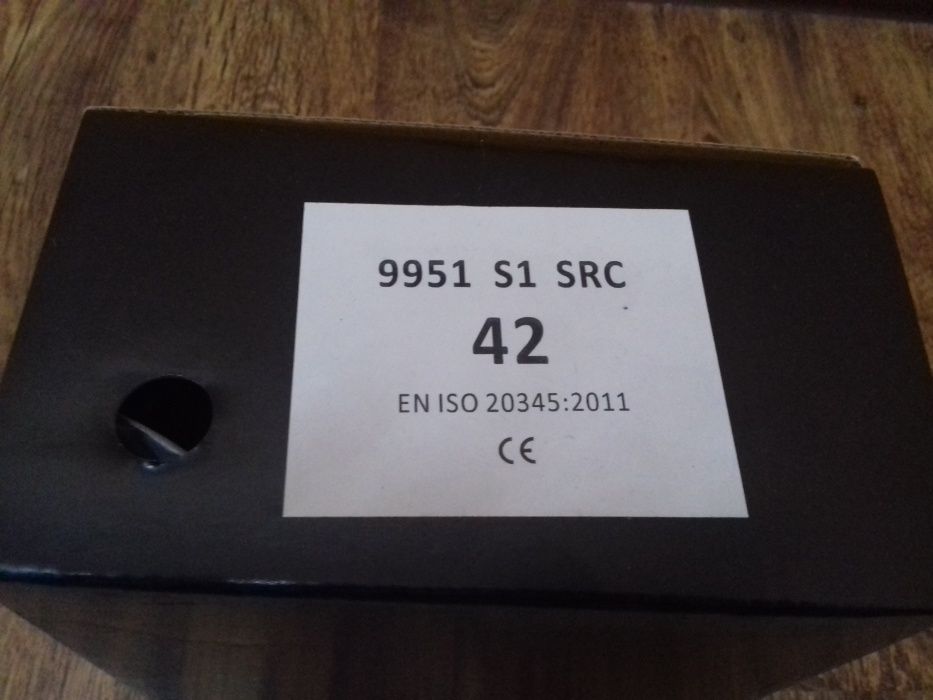 9951 S1 SRC
42
EN ISO 20345:2011
CE